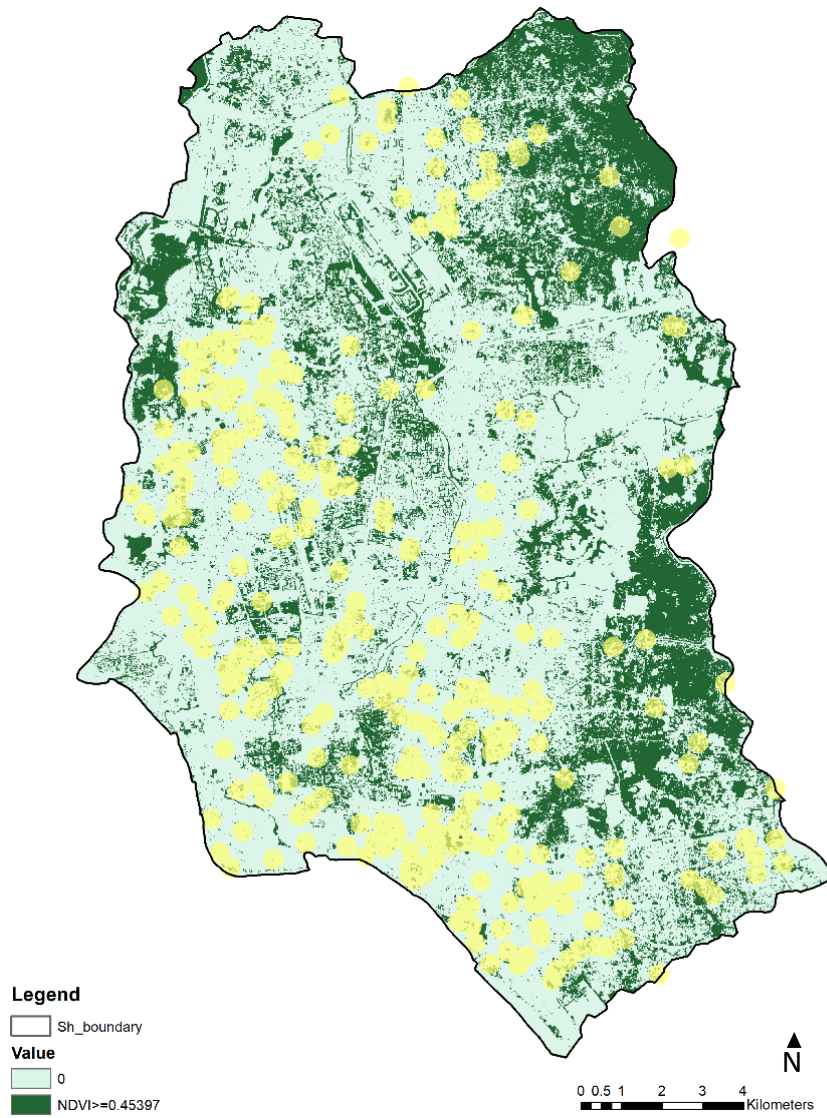 Legend
Sh_boundary
Value
0
NDVI>=0.45397
N
0 0.5 1 2 3 4
Kilometers